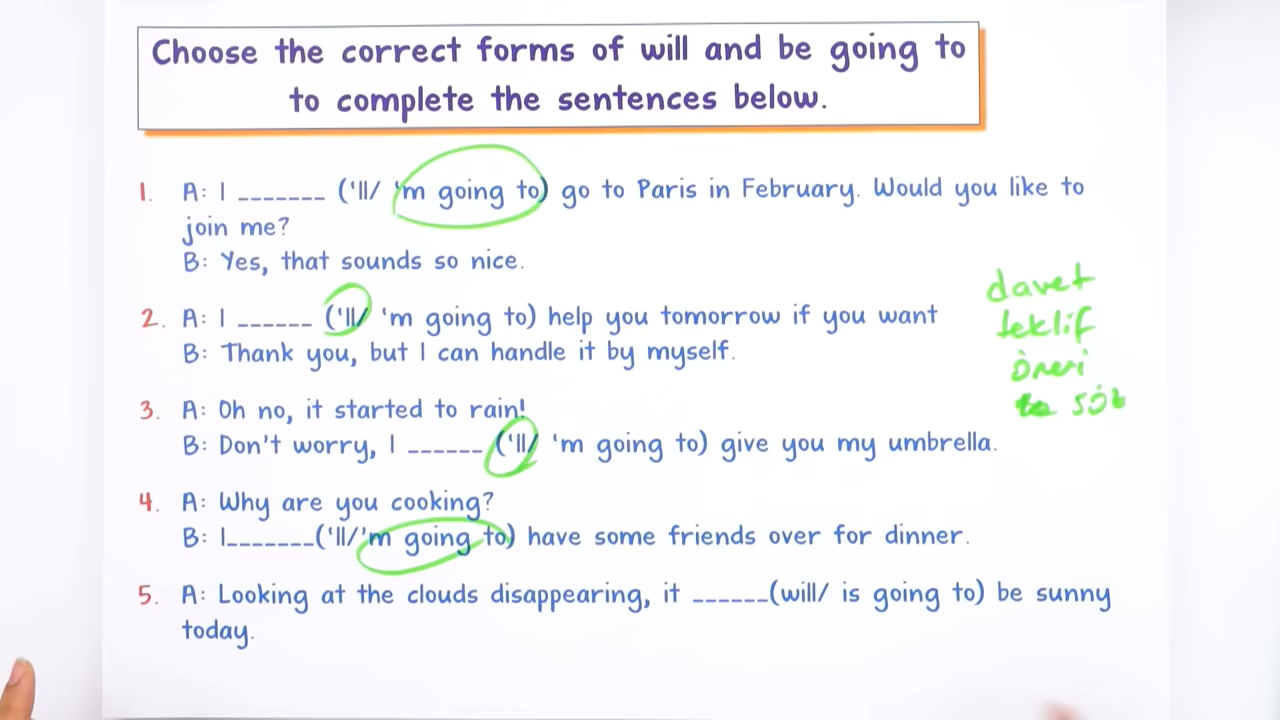 Choose the correct forms of will and be going to
to complete the sentences below.
1. A: I _______ ('ll/ 'm going to) go to Paris in February. Would you like to
join me?
B: Yes, that sounds so nice.
2. A: I ______ ('ll/ 'm going to) help you tomorrow if you want
B: Thank you, but I can handle it by myself.
3. A: Oh no, it started to rain!
B: Don't worry, I ______ ('ll/ 'm going to) give you my umbrella.
4. A: Why are you cooking?
B: I_______('ll/'m going to) have some friends over for dinner.
5. A: Looking at the clouds disappearing, it ______(will/ is going to) be sunny
today.
davet
teklif
öneri
söz